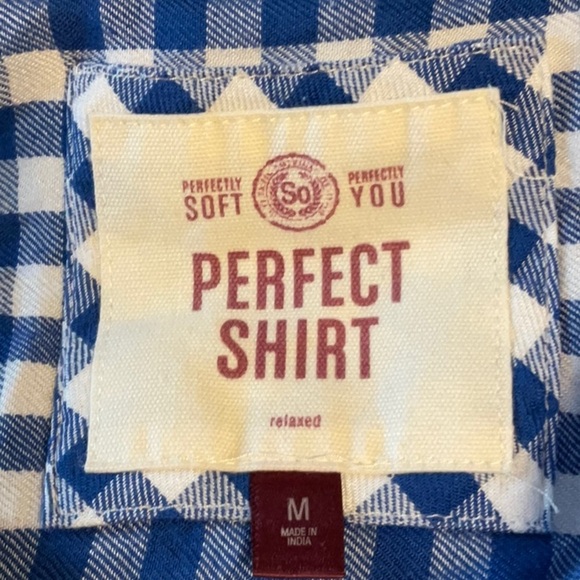 PERFECTLY SOFT
So
PERFECTLY YOU
PERFECT
SHIRT
relaxed
M
MADE IN
INDIA